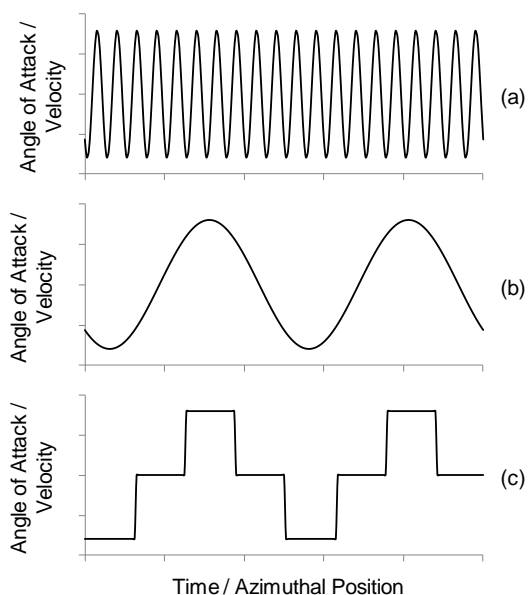 Angle of Attack /
Velocity
(a)
Angle of Attack /
Velocity
(b)
Angle of Attack /
Velocity
(c)
Time / Azimuthal Position